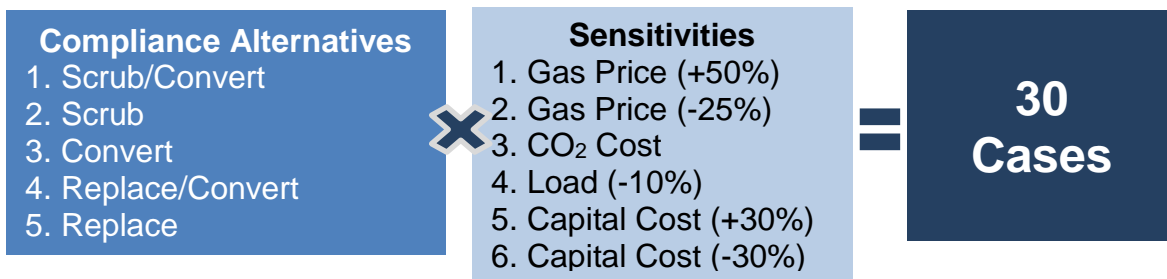 Compliance Alternatives
1. Scrub/Convert
2. Scrub
3. Convert
4. Replace/Convert
5. Replace
Sensitivities
1. Gas Price (+50%)
2. Gas Price (-25%)
3. CO₂ Cost
4. Load (-10%)
5. Capital Cost (+30%)
6. Capital Cost (-30%)
30
Cases